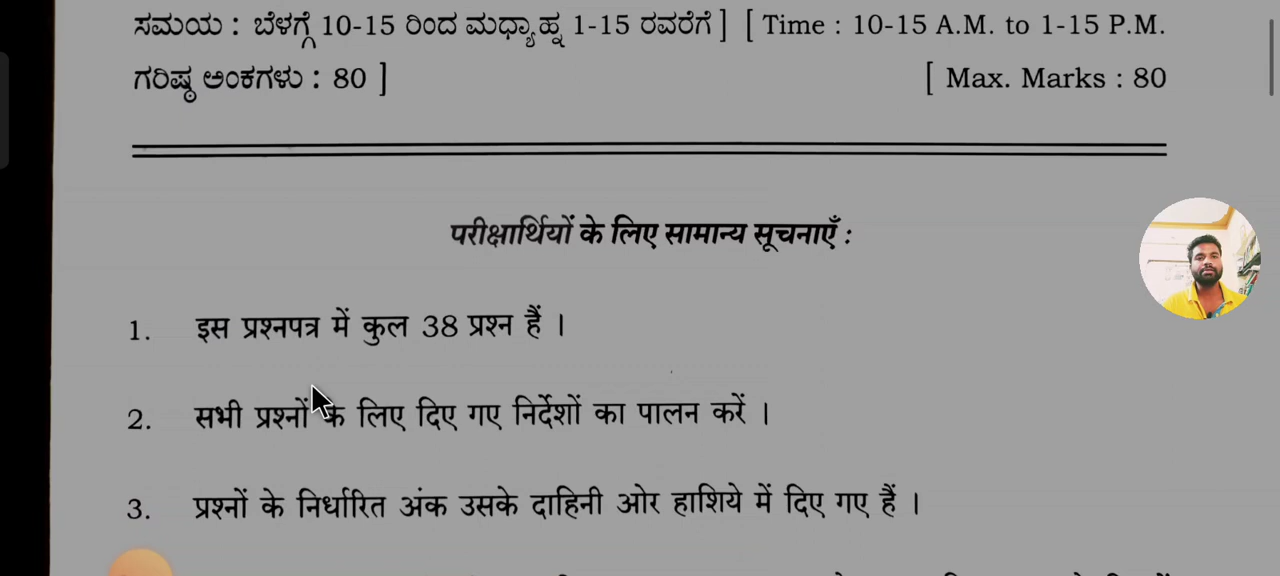 ಸಮಯ : ಬೆಳಗ್ಗೆ 10-15 ರಿಂದ ಮಧ್ಯಾಹ್ನ 1-15 ರವರೆಗೆ ] [ Time : 10-15 A.M. to 1-15 P.M.
ಗರಿಷ್ಠ ಅಂಕಗಳು : 80 ] [ Max. Marks : 80
परीक्षार्थियों के लिए सामान्य सूचनाएँ :
1. इस प्रश्नपत्र में कुल 38 प्रश्न हैं ।
2. सभी प्रश्नों के लिए दिए गए निर्देशों का पालन करें ।
3. प्रश्नों के निर्धारित अंक उसके दाहिनी ओर हाशिये में दिए गए हैं ।